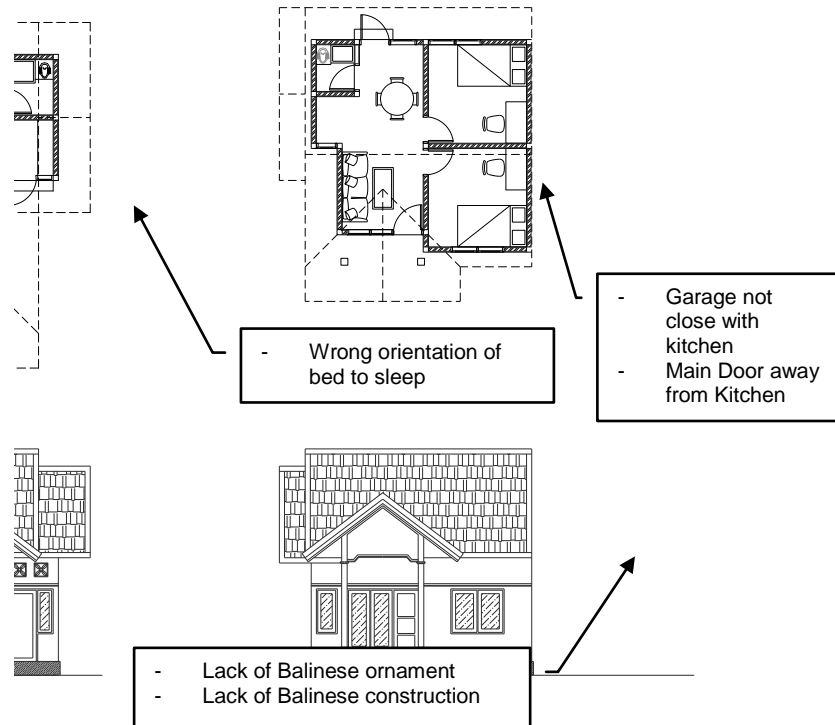 - Wrong orientation of
bed to sleep
- Garage not
close with
kitchen
- Main Door away
from Kitchen
- Lack of Balinese ornament
- Lack of Balinese construction